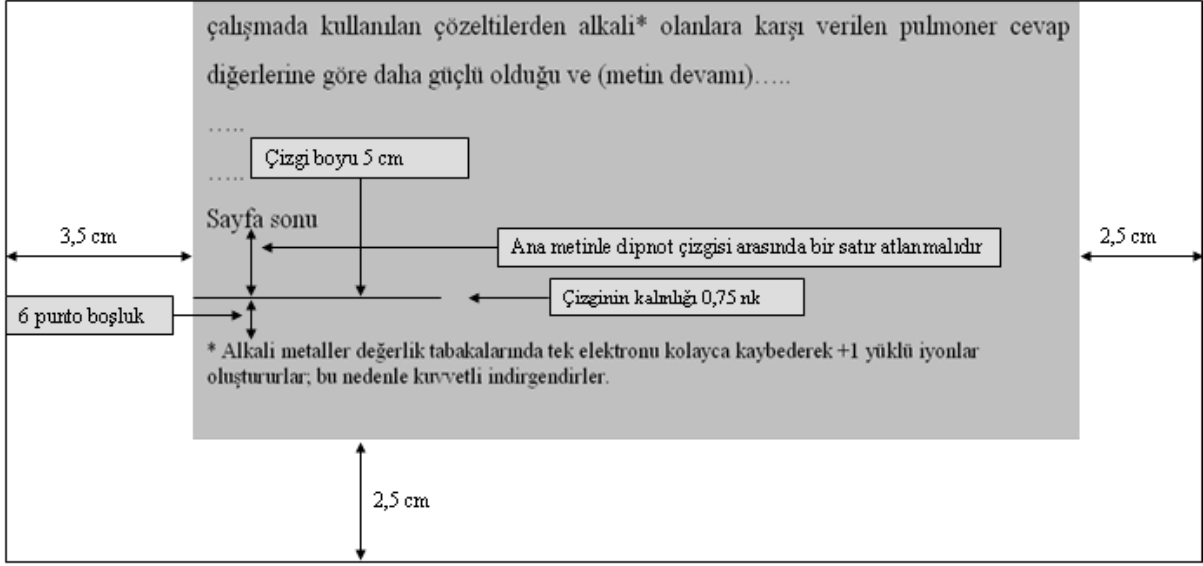 çalışmada kullanılan çözeltilerden alkali* olanlara karşı verilen pulmoner cevap
diğerlerine göre daha güçlü olduğu ve (metin devamı)…..
…..
Çizgi boyu 5 cm
…..
Sayfa sonu
3,5 cm
Ana metinle dipnot çizgisi arasında bir satır atlanmalıdır
2,5 cm
Çizginin kalınlığı 0,75 nk
6 punto boşluk
* Alkali metaller değerlik tabakalarında tek elektronu kolayca kaybederek +1 yüklü iyonlar
oluştururlar; bu nedenle kuvvetli indirgendirler.
2,5 cm